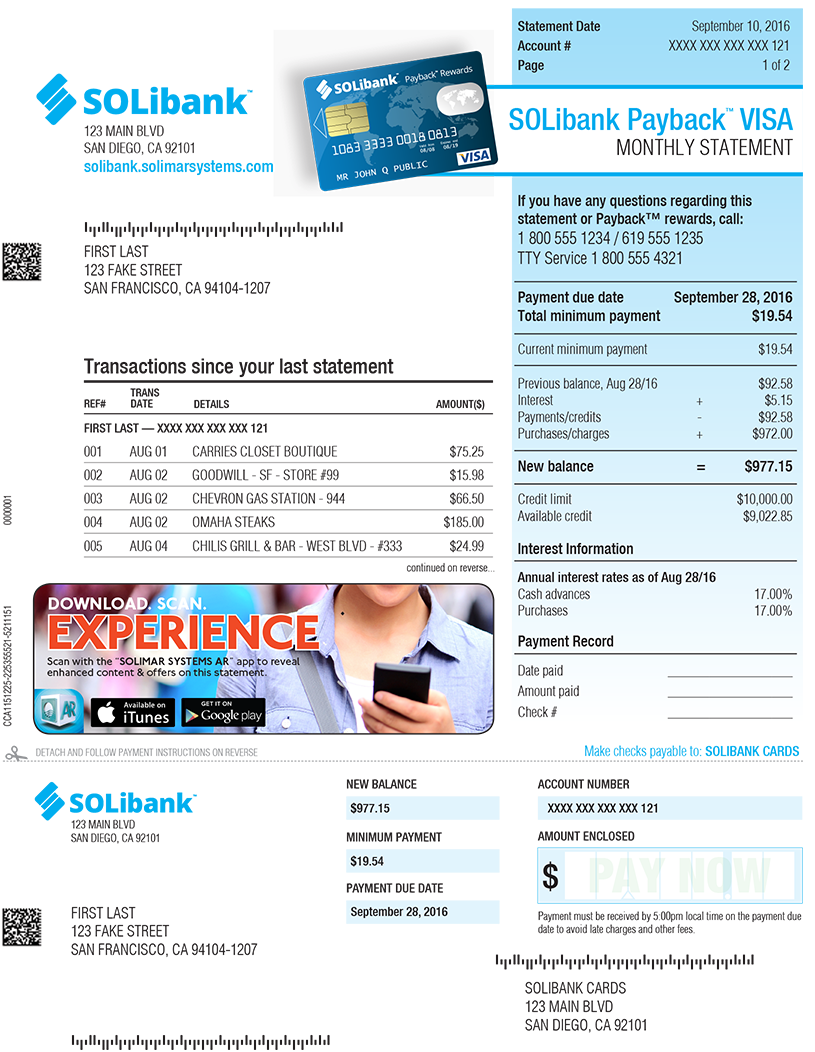 Statement Date September 10, 2016
Account # XXXX XXX XXX XXX 121
Page 1 of 2
SOLibank™
123 MAIN BLVD
SAN DIEGO, CA 92101
solibank.solimarsystems.com
SOLibank™ Payback™ Rewards
1083 3333 0018 0813
08/08 08/19
MR JOHN Q PUBLIC
VISA
SOLibank Payback™ VISA
MONTHLY STATEMENT
If you have any questions regarding this
statement or Payback™ rewards, call:
1 800 555 1234 / 619 555 1235
TTY Service 1 800 555 4321
FIRST LAST
123 FAKE STREET
SAN FRANCISCO, CA 94104-1207
Payment due date September 28, 2016
Total minimum payment $19.54
Current minimum payment $19.54
Previous balance, Aug 28/16 $92.58
Interest + $5.15
Payments/credits - $92.58
Purchases/charges + $972.00
New balance = $977.15
Credit limit $10,000.00
Available credit $9,022.85
Interest Information
Annual interest rates as of Aug 28/16
Cash advances 17.00%
Purchases 17.00%
Payment Record
Date paid
Amount paid
Check #
Transactions since your last statement
REF# TRANS DATE DETAILS AMOUNT($)
FIRST LAST — XXXX XXX XXX XXX 121
001 AUG 01 CARRIES CLOSET BOUTIQUE $75.25
002 AUG 02 GOODWILL - SF - STORE #99 $15.98
003 AUG 02 CHEVRON GAS STATION - 944 $66.50
004 AUG 02 OMAHA STEAKS $185.00
005 AUG 04 CHILIS GRILL & BAR - WEST BLVD - #333 $24.99
continued on reverse...
0000001
CCA1151225-225355521-5211151
DOWNLOAD. SCAN.
EXPERIENCE
Scan with the "SOLIMAR SYSTEMS AR" app to reveal
enhanced content & offers on this statement.
AR
Available on
iTunes
GET IT ON
Google play
DETACH AND FOLLOW PAYMENT INSTRUCTIONS ON REVERSE
Make checks payable to: SOLIBANK CARDS
SOLibank™
123 MAIN BLVD
SAN DIEGO, CA 92101
NEW BALANCE
$977.15
MINIMUM PAYMENT
$19.54
PAYMENT DUE DATE
September 28, 2016
ACCOUNT NUMBER
XXXX XXX XXX XXX 121
AMOUNT ENCLOSED
$ PAY NOW
Payment must be received by 5:00pm local time on the payment due
date to avoid late charges and other fees.
FIRST LAST
123 FAKE STREET
SAN FRANCISCO, CA 94104-1207
SOLIBANK CARDS
123 MAIN BLVD
SAN DIEGO, CA 92101